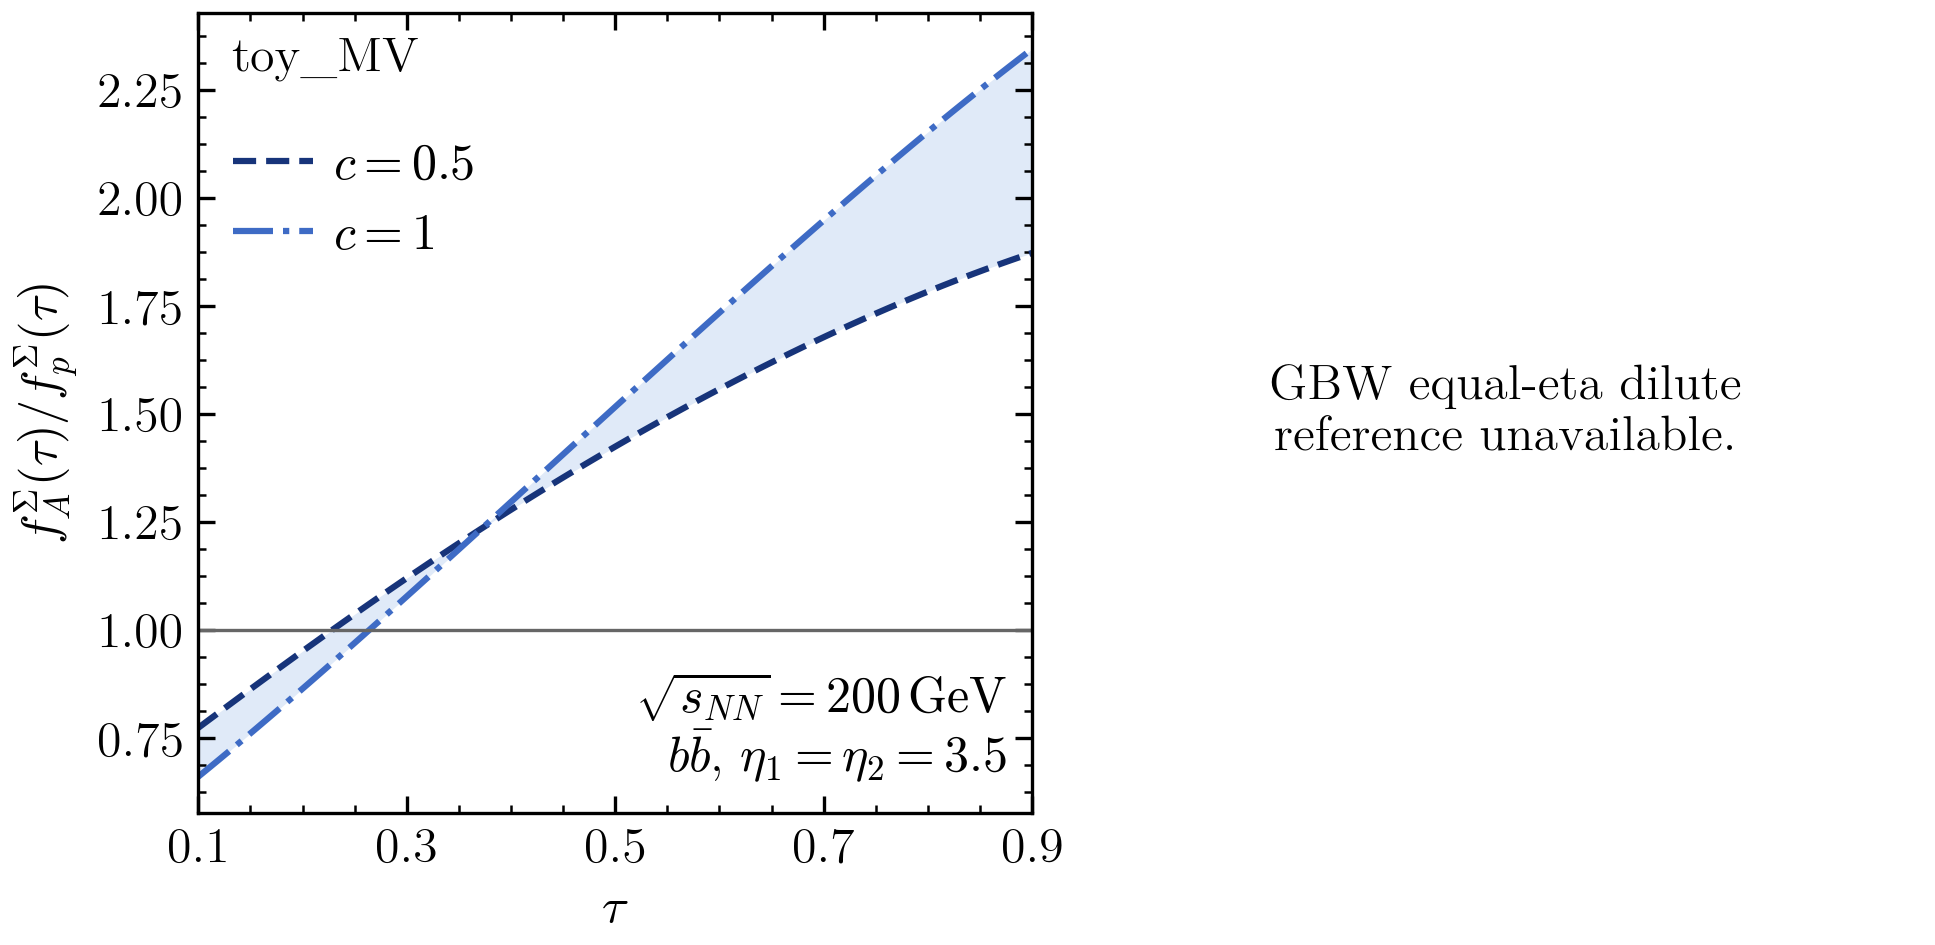 toy_MV
c = 0.5
c = 1
2.25
2.00
1.75
1.50
1.25
1.00
0.75
f_A^Σ(τ)/f_p^Σ(τ)
√s_NN = 200 GeV
bb̄, η₁ = η₂ = 3.5
0.1 0.3 0.5 0.7 0.9
τ
GBW equal-eta dilute
reference unavailable.